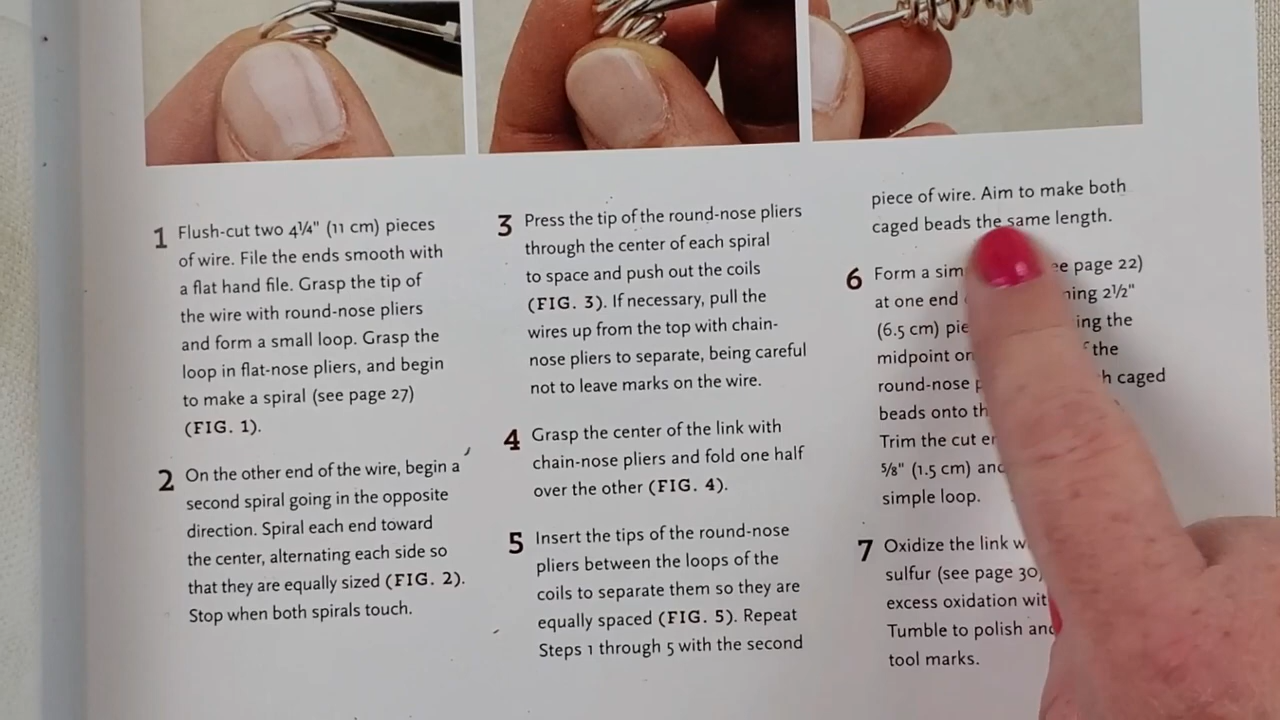 1 Flush-cut two 4¼" (11 cm) pieces
of wire. File the ends smooth with
a flat hand file. Grasp the tip of
the wire with round-nose pliers
and form a small loop. Grasp the
loop in flat-nose pliers, and begin
to make a spiral (see page 27)
(FIG. 1).
2 On the other end of the wire, begin a
second spiral going in the opposite
direction. Spiral each end toward
the center, alternating each side so
that they are equally sized (FIG. 2).
Stop when both spirals touch.
3 Press the tip of the round-nose pliers
through the center of each spiral
to space and push out the coils
(FIG. 3). If necessary, pull the
wires up from the top with chain-
nose pliers to separate, being careful
not to leave marks on the wire.
4 Grasp the center of the link with
chain-nose pliers and fold one half
over the other (FIG. 4).
5 Insert the tips of the round-nose
pliers between the loops of the
coils to separate them so they are
equally spaced (FIG. 5). Repeat
Steps 1 through 5 with the second
piece of wire. Aim to make both
caged beads the same length.
6 Form a page 22)
at one end 2½"
(6.5 cm) the
midpoint the
round-nose caged
beads onto
Trim the cut
⅝" (1.5 cm)
simple loop.
7 Oxidize the link
sulfur (see page 30)
excess oxidation
Tumble to polish
tool marks.